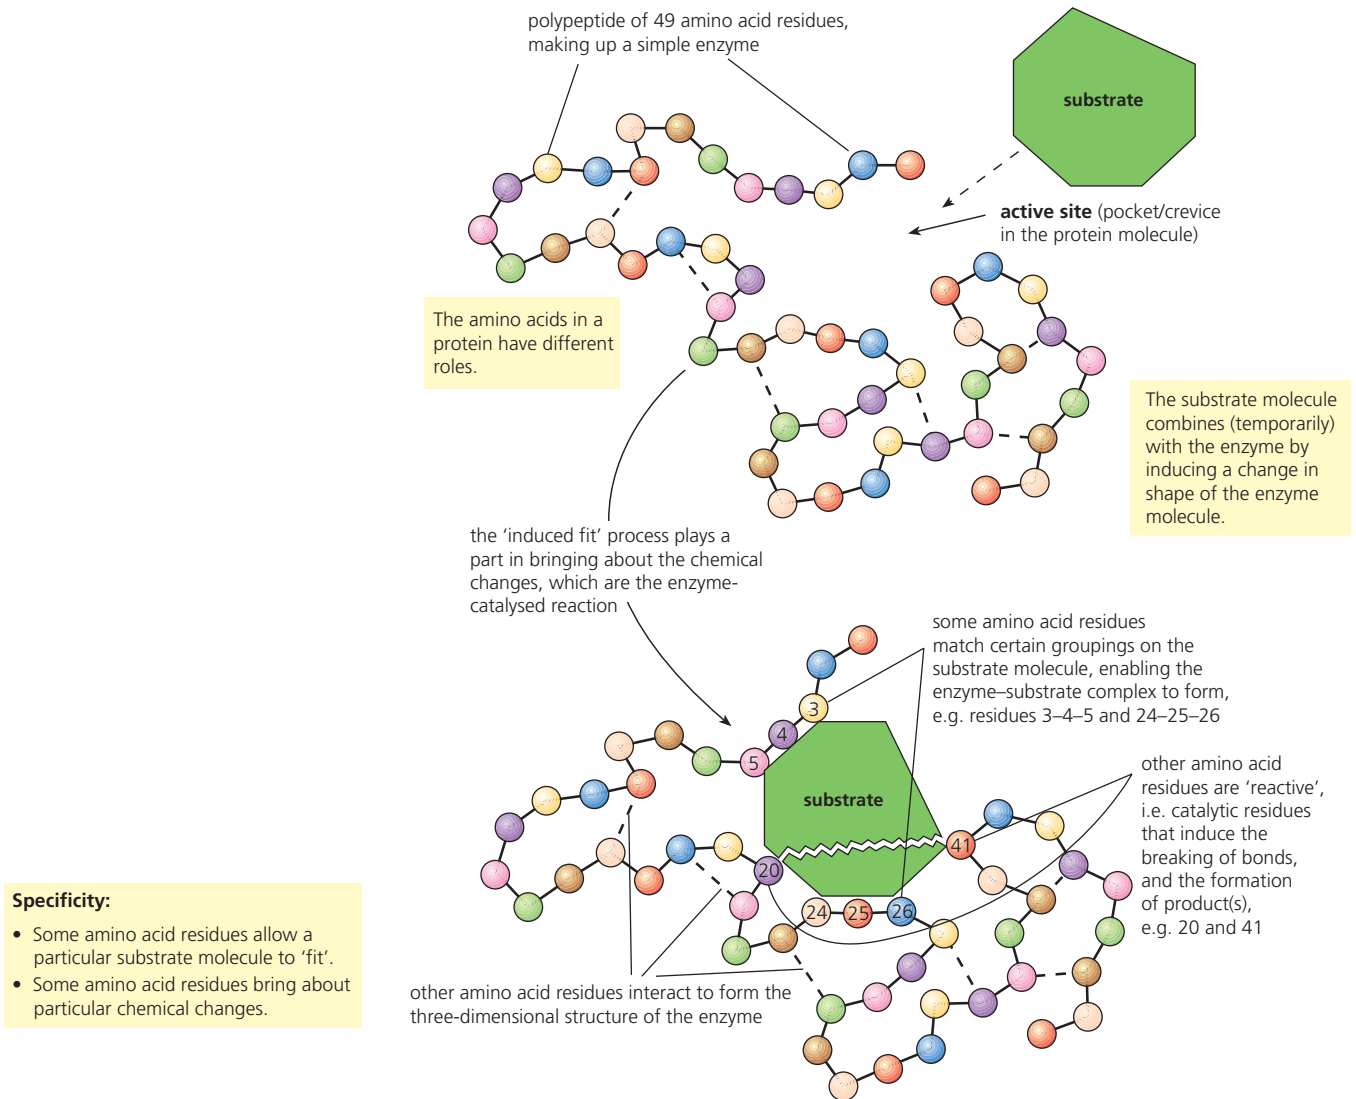 polypeptide of 49 amino acid residues,
making up a simple enzyme
substrate
active site (pocket/crevice
in the protein molecule)
The amino acids in a
protein have different
roles.
The substrate molecule
combines (temporarily)
with the enzyme by
inducing a change in
shape of the enzyme
molecule.
the ‘induced fit’ process plays a
part in bringing about the chemical
changes, which are the enzyme-
catalysed reaction
some amino acid residues
match certain groupings on the
substrate molecule, enabling the
enzyme–substrate complex to form,
e.g. residues 3–4–5 and 24–25–26
3
4
5
substrate
other amino acid
residues are ‘reactive’,
i.e. catalytic residues
that induce the
breaking of bonds,
and the formation
of product(s),
e.g. 20 and 41
41
20
24 25 26
Specificity:
• Some amino acid residues allow a
particular substrate molecule to ‘fit’.
• Some amino acid residues bring about
particular chemical changes.
other amino acid residues interact to form the
three-dimensional structure of the enzyme